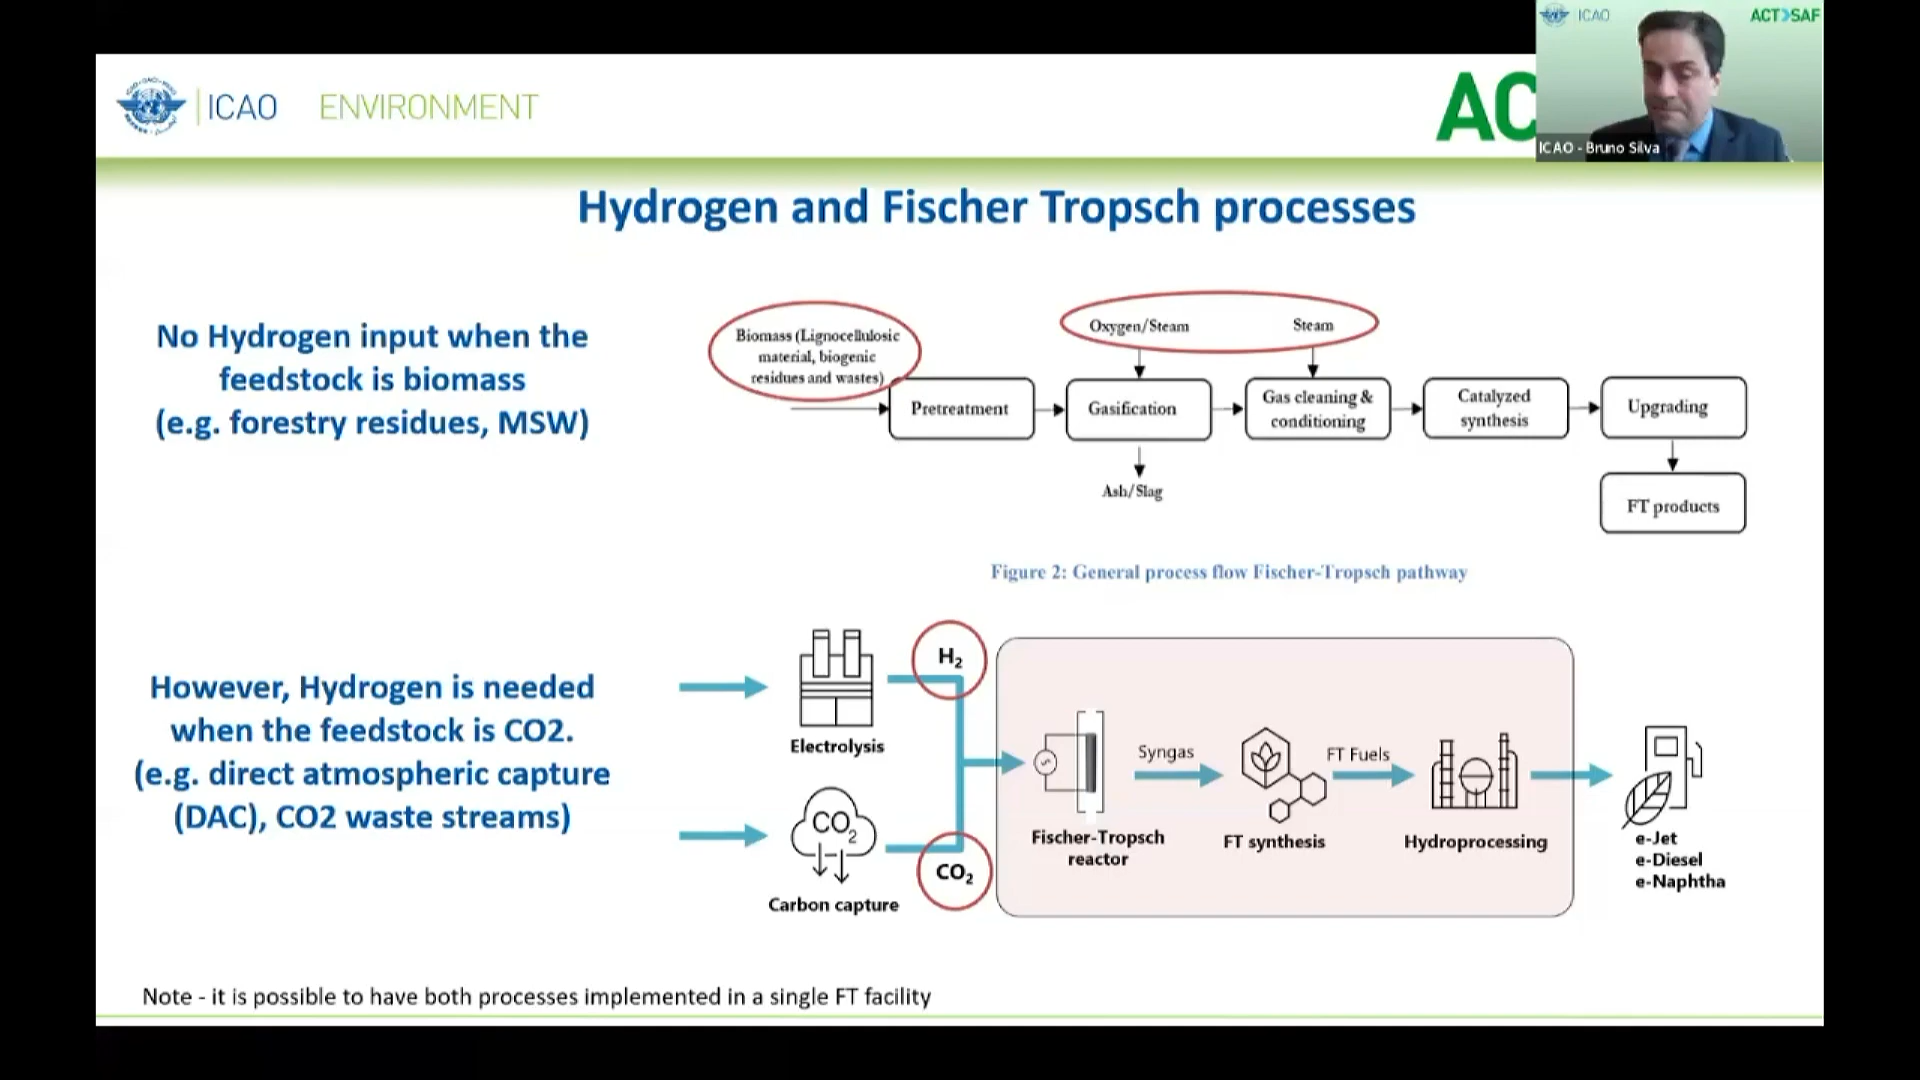 ICAO
ACT>SAF
ICAO - Bruno Silva
ICAO ENVIRONMENT
AC
Hydrogen and Fischer Tropsch processes
No Hydrogen input when the
feedstock is biomass
(e.g. forestry residues, MSW)
Biomass (Lignocellulosic
material, biogenic
residues and wastes)
Oxygen/Steam
Steam
Pretreatment
Gasification
Gas cleaning &
conditioning
Catalyzed
synthesis
Upgrading
Ash/Slag
FT products
Figure 2: General process flow Fischer-Tropsch pathway
However, Hydrogen is needed
when the feedstock is CO2.
(e.g. direct atmospheric capture
(DAC), CO2 waste streams)
H₂
Electrolysis
CO₂
Carbon capture
CO₂
Fischer-Tropsch
reactor
Syngas
FT synthesis
FT Fuels
Hydroprocessing
e-Jet
e-Diesel
e-Naphtha
Note - it is possible to have both processes implemented in a single FT facility